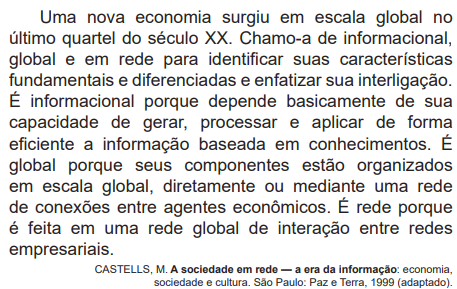 Uma nova economia surgiu em escala global no
último quartel do século XX. Chamo-a de informacional,
global e em rede para identificar suas características
fundamentais e diferenciadas e enfatizar sua interligação.
É informacional porque depende basicamente de sua
capacidade de gerar, processar e aplicar de forma
eficiente a informação baseada em conhecimentos. É
global porque seus componentes estão organizados
em escala global, diretamente ou mediante uma rede
de conexões entre agentes econômicos. É rede porque
é feita em uma rede global de interação entre redes
empresariais.
CASTELLS, M. A sociedade em rede — a era da informação: economia,
sociedade e cultura. São Paulo: Paz e Terra, 1999 (adaptado).